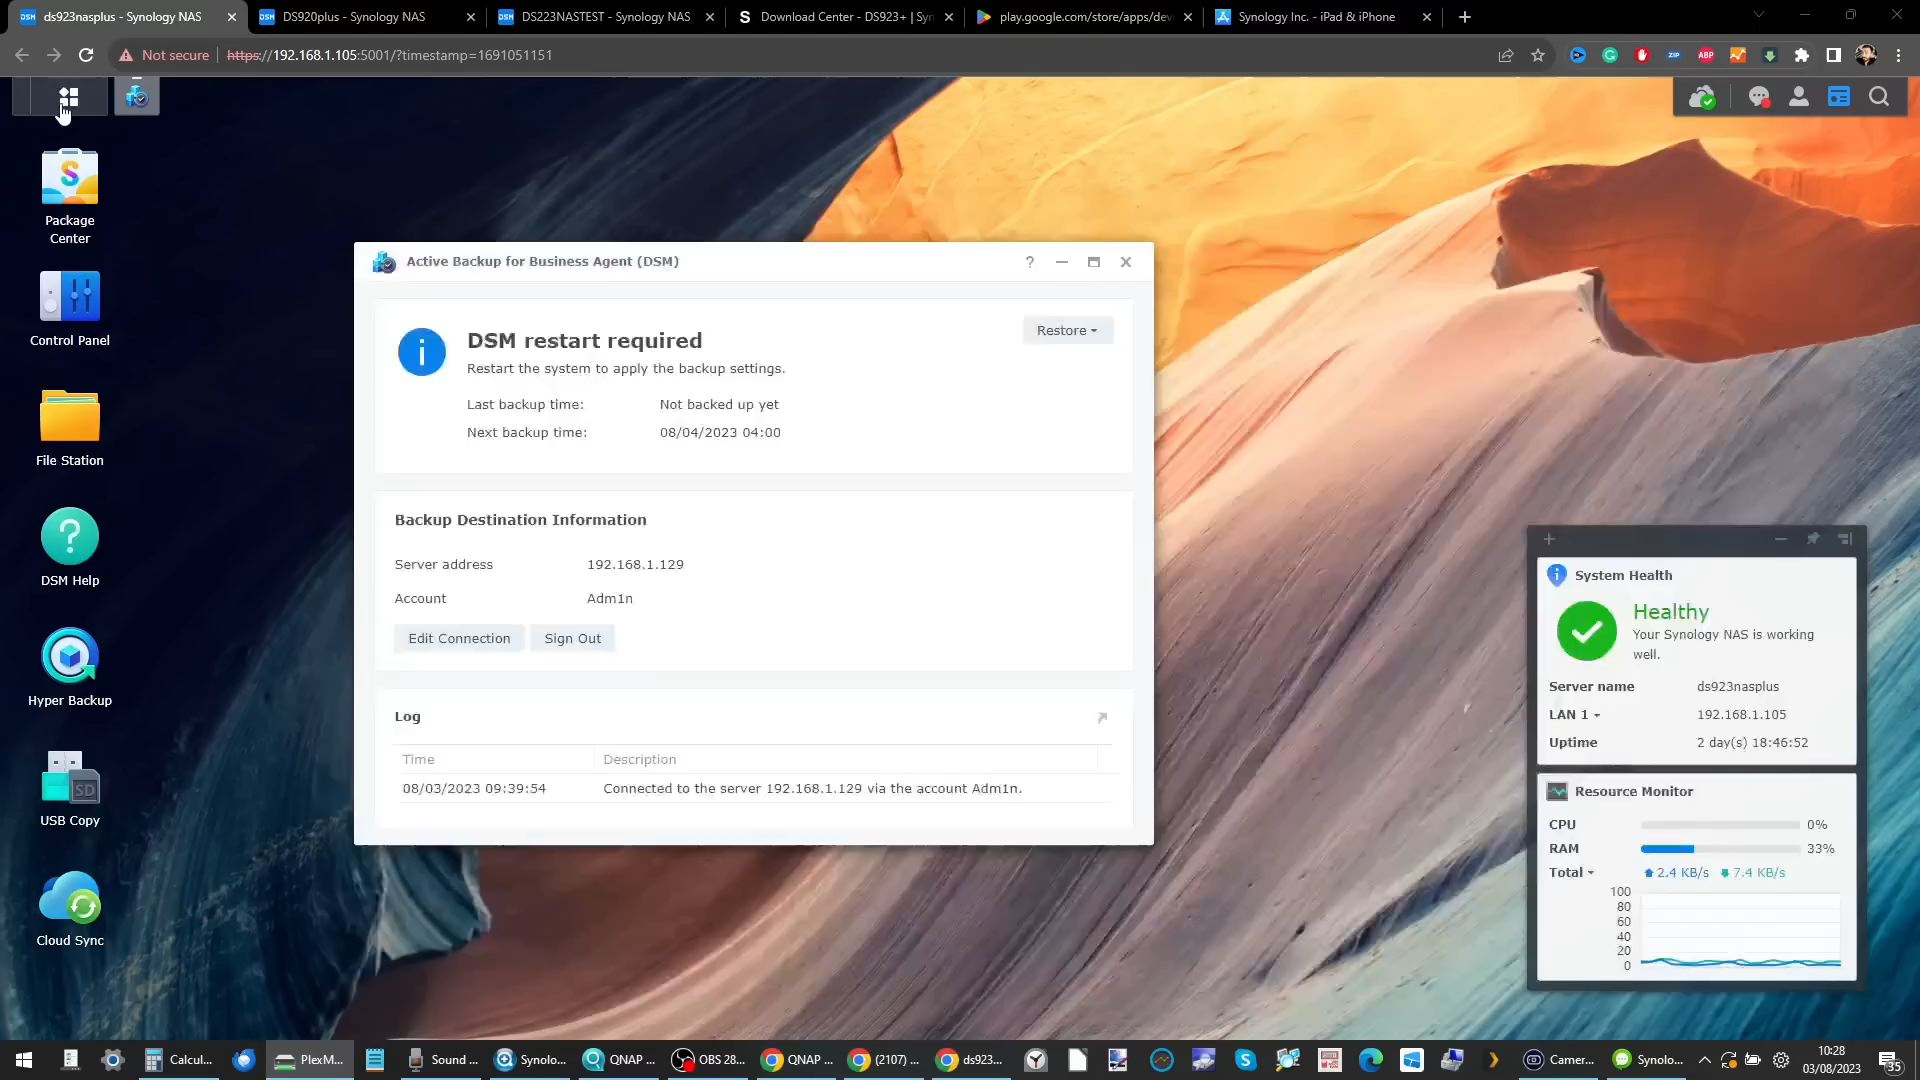 ds923nasplus - Synology NAS
DS920plus - Synology NAS
DS223NASTEST - Synology NAS
Download Center - DS923+ | Syn
play.google.com/store/apps/dev
Synology Inc. - iPad & iPhone
Not secure
https://192.168.1.105:5001/?timestamp=1691051151
ZIP
ABP
Package
Center
Control Panel
File Station
DSM Help
Hyper Backup
SD
USB Copy
Cloud Sync
Active Backup for Business Agent (DSM)
DSM restart required
Restore
Restart the system to apply the backup settings.
Last backup time: Not backed up yet
Next backup time: 08/04/2023 04:00
Backup Destination Information
Server address 192.168.1.129
Account Adm1n
Edit Connection Sign Out
Log
Time Description
08/03/2023 09:39:54 Connected to the server 192.168.1.129 via the account Adm1n.
System Health
Healthy
Your Synology NAS is working
well.
Server name ds923nasplus
LAN 1 192.168.1.105
Uptime 2 day(s) 18:46:52
Resource Monitor
CPU 0%
RAM 33%
Total 2.4 KB/s 7.4 KB/s
100
80
60
40
20
0
Calcul...
PlexM...
Sound ...
Synolo...
QNAP ...
OBS 28...
QNAP ...
(2107) ...
ds923...
Camer...
Synolo...
10:28
03/08/2023
35